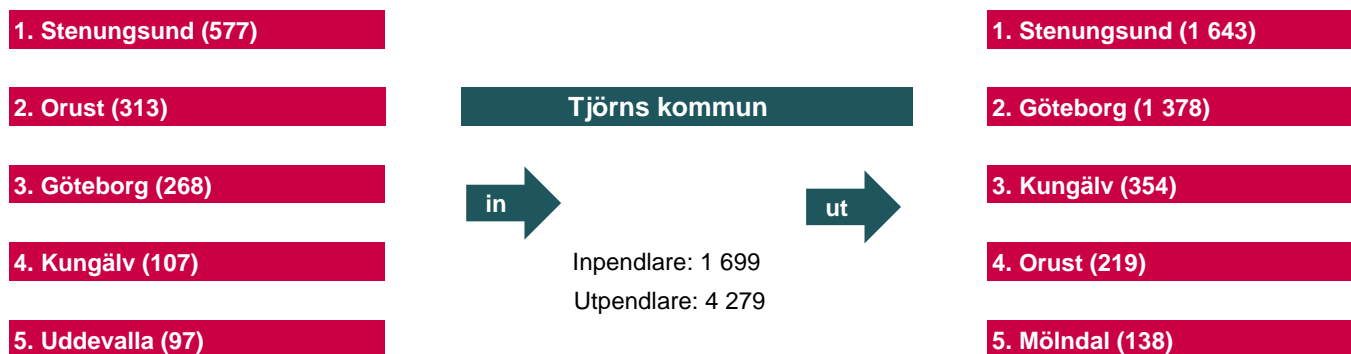 1. Stenungsund (577)
2. Orust (313)
3. Göteborg (268)
4. Kungälv (107)
5. Uddevalla (97)
Tjörns kommun
in
ut
Inpendlare: 1 699
Utpendlare: 4 279
1. Stenungsund (1 643)
2. Göteborg (1 378)
3. Kungälv (354)
4. Orust (219)
5. Mölndal (138)